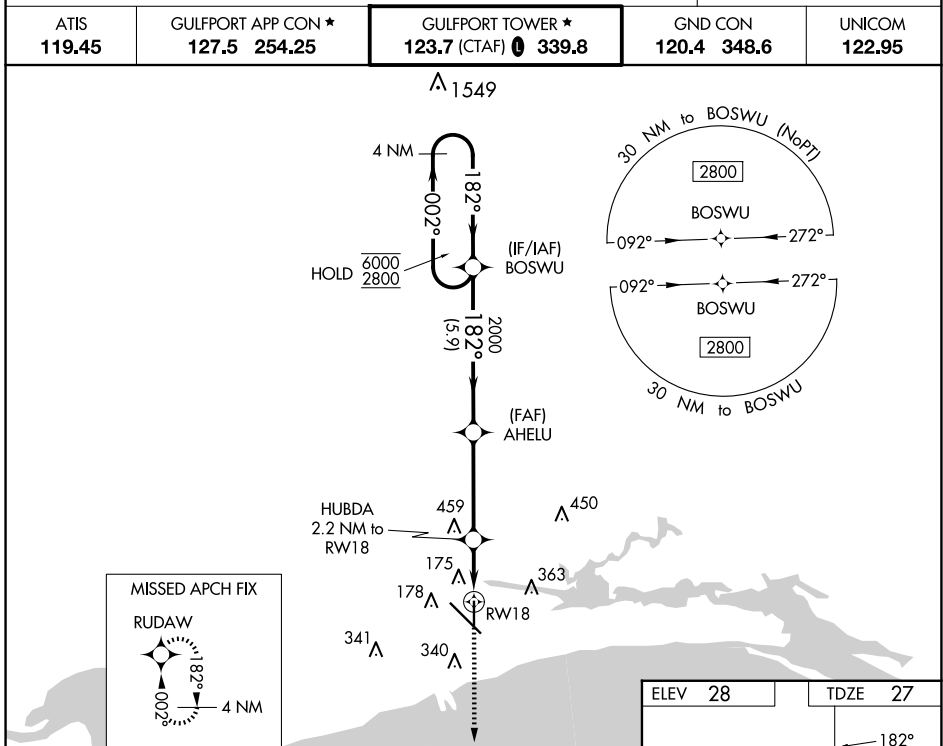 ATIS
119.45
GULFPORT APP CON ★
127.5 254.25
GULFPORT TOWER ★
123.7 (CTAF) L 339.8
GND CON
120.4 348.6
UNICOM
122.95
1549
4 NM
182°
002°
HOLD 6000
2800
(IF/IAF)
BOSWU
2000
182°
(5.9)
(FAF)
AHELU
HUBDA
2.2 NM to
RW18
459
450
175
363
178
RW18
341
340
30 NM to BOSWU (NoPT)
2800
BOSWU
092°
272°
092°
272°
BOSWU
2800
30 NM to BOSWU
MISSED APCH FIX
RUDAW
182°
002°
4 NM
ELEV 28
TDZE 27
182°